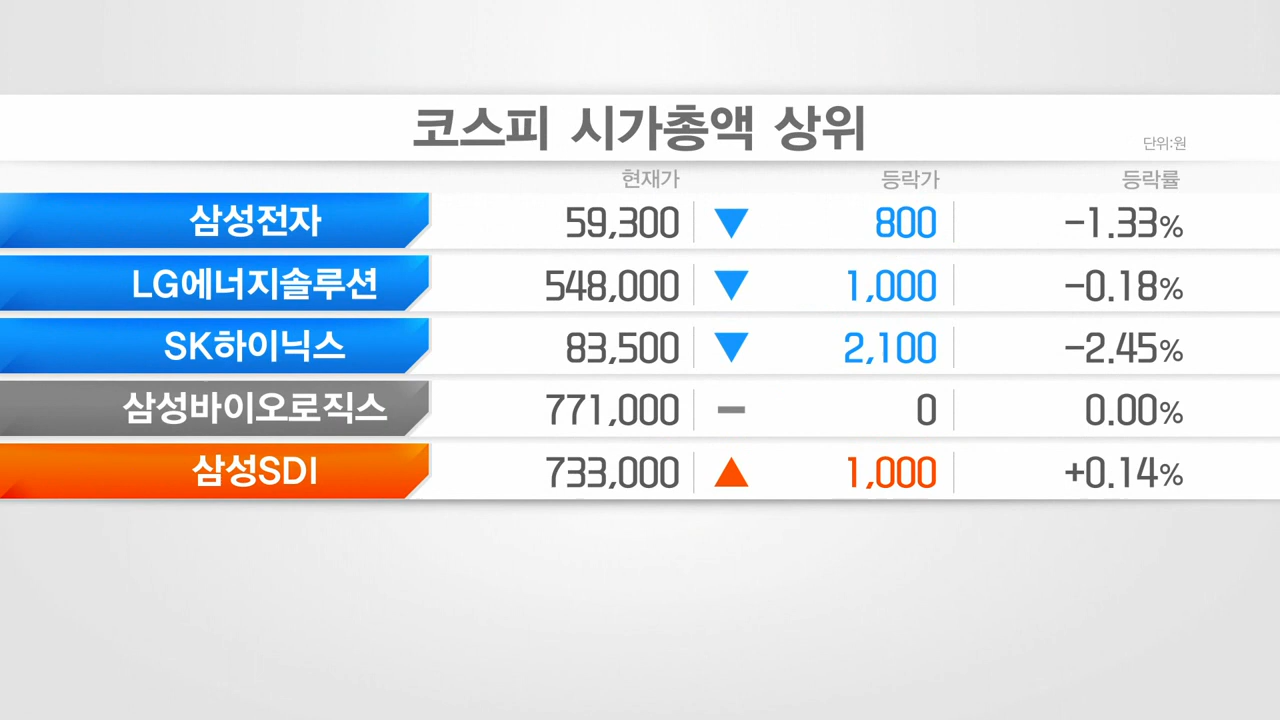 코스피 시가총액 상위
단위:원
현재가 등락가 등락률
삼성전자 59,300 ▼ 800 -1.33%
LG에너지솔루션 548,000 ▼ 1,000 -0.18%
SK하이닉스 83,500 ▼ 2,100 -2.45%
삼성바이오로직스 771,000 - 0 0.00%
삼성SDI 733,000 ▲ 1,000 +0.14%